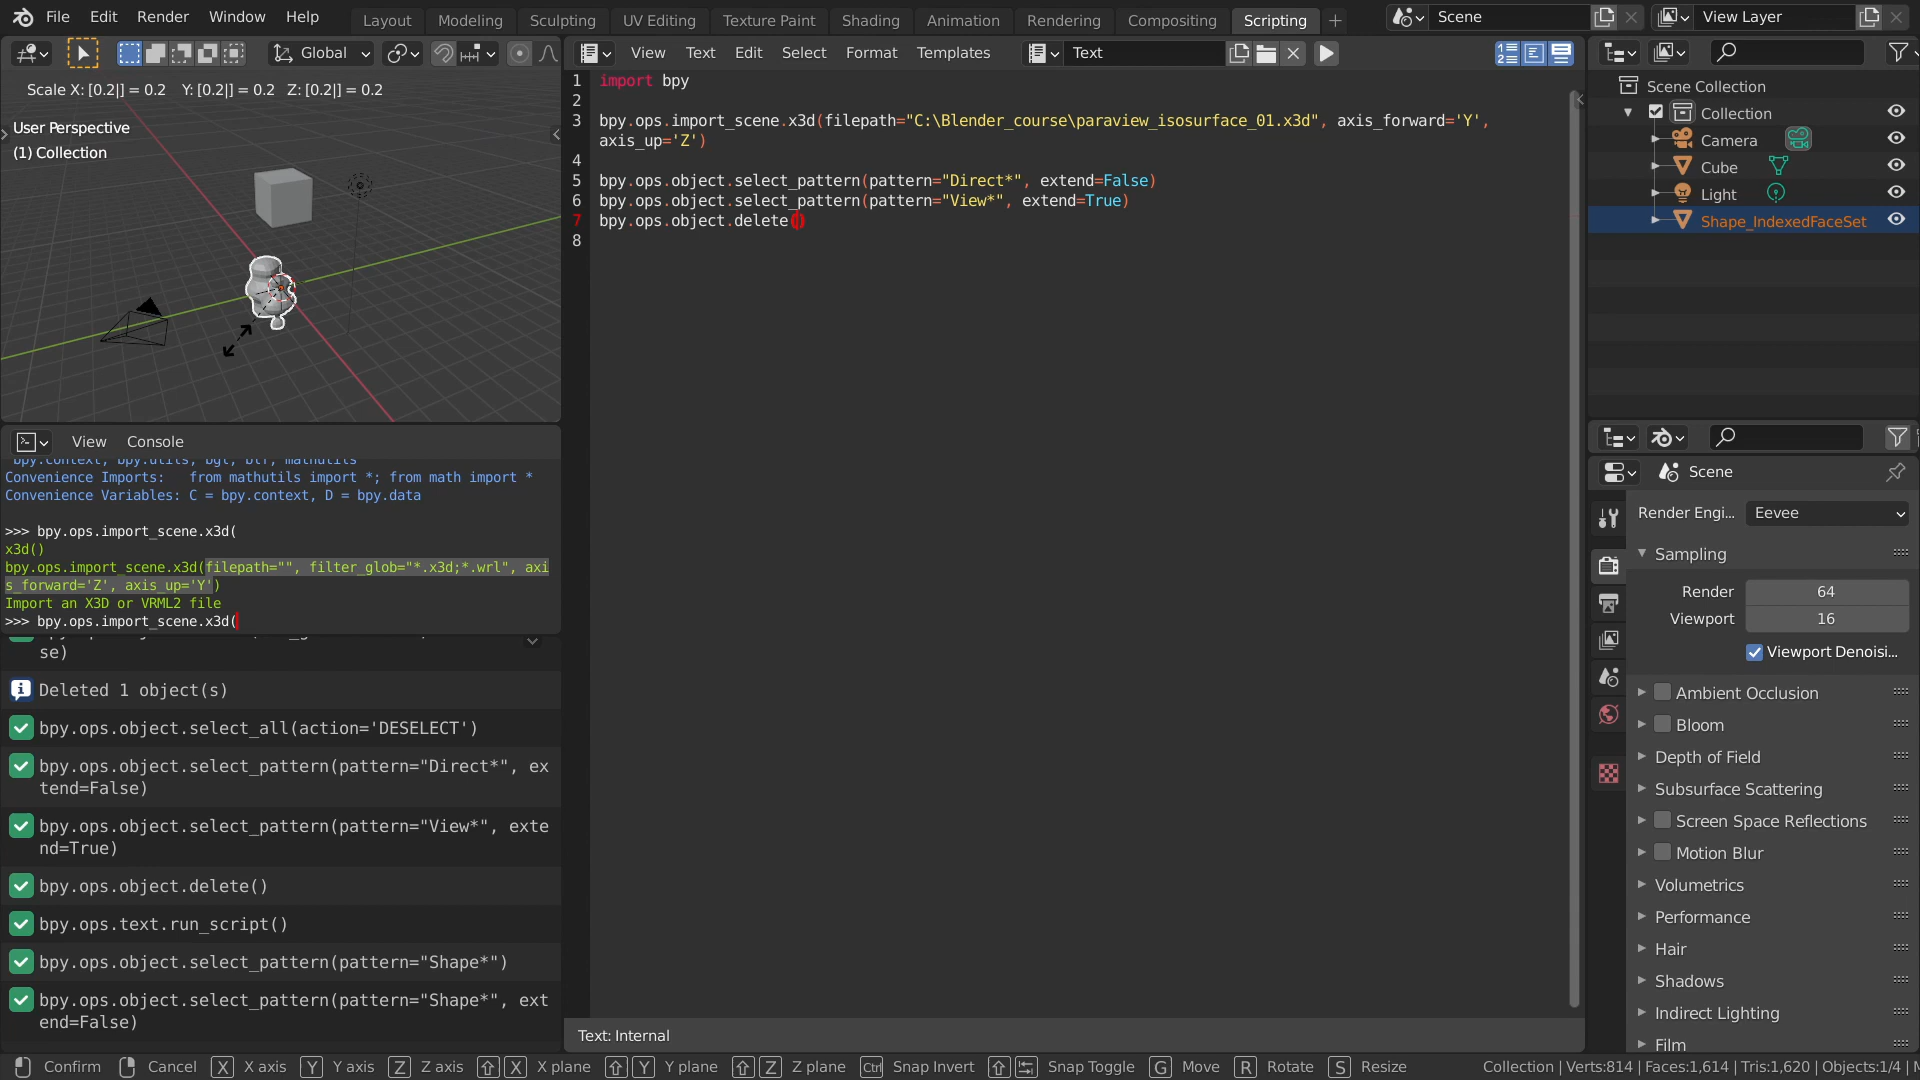 File Edit Render Window Help Layout Modeling Sculpting UV Editing Texture Paint Shading Animation Rendering Compositing Scripting Scene View Layer
Global
View Text Edit Select Format Templates Text
Scale X: [0.2|] = 0.2 Y: [0.2|] = 0.2 Z: [0.2|] = 0.2
User Perspective
(1) Collection
1 import bpy
2
3 bpy.ops.import_scene.x3d(filepath="C:\Blender_course\paraview_isosurface_01.x3d", axis_forward='Y',
axis_up='Z')
4
5 bpy.ops.object.select_pattern(pattern="Direct*", extend=False)
6 bpy.ops.object.select_pattern(pattern="View*", extend=True)
7 bpy.ops.object.delete()
8
Text: Internal
Scene Collection
Collection
Camera
Cube
Light
Shape_IndexedFaceSet
View Console
bpy.context, bpy.utils, bgl, blf, mathutils
Convenience Imports: from mathutils import *; from math import *
Convenience Variables: C = bpy.context, D = bpy.data
>>> bpy.ops.import_scene.x3d(
x3d()
bpy.ops.import_scene.x3d(filepath="", filter_glob="*.x3d;*.wrl", axi
s_forward='Z', axis_up='Y')
Import an X3D or VRML2 file
>>> bpy.ops.import_scene.x3d(
se)
Deleted 1 object(s)
bpy.ops.object.select_all(action='DESELECT')
bpy.ops.object.select_pattern(pattern="Direct*", ex
tend=False)
bpy.ops.object.select_pattern(pattern="View*", exte
nd=True)
bpy.ops.object.delete()
bpy.ops.text.run_script()
bpy.ops.object.select_pattern(pattern="Shape*")
bpy.ops.object.select_pattern(pattern="Shape*", ext
end=False)
Scene
Render Engi... Eevee
Sampling
Render 64
Viewport 16
Viewport Denoisi...
Ambient Occlusion
Bloom
Depth of Field
Subsurface Scattering
Screen Space Reflections
Motion Blur
Volumetrics
Performance
Hair
Shadows
Indirect Lighting
Film
Confirm Cancel X X axis Y Y axis Z Z axis X X plane Y Y plane Z Z plane Ctrl Snap Invert Snap Toggle G Move R Rotate S Resize Collection | Verts:814 | Faces:1,614 | Tris:1,620 | Objects:1/4 |